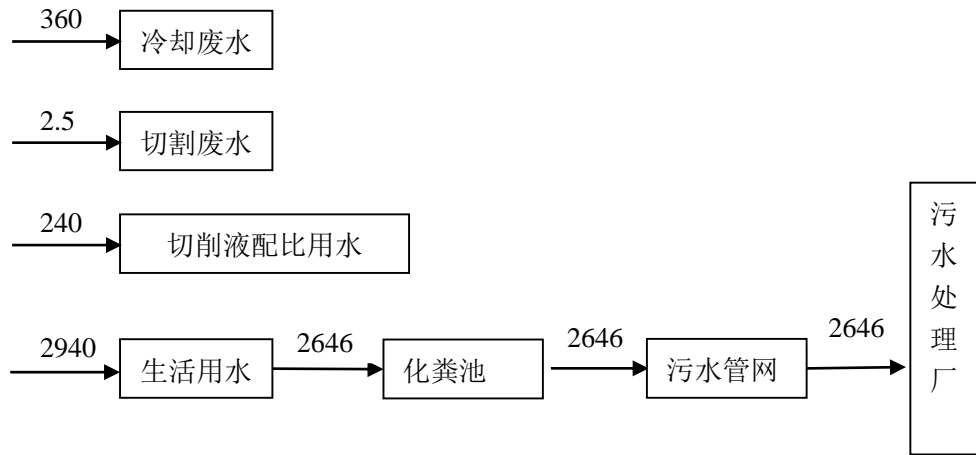 360
冷却废水
2.5
切割废水
240
切削液配比用水
2940
生活用水
2646
化粪池
2646
污水管网
2646
污水处理厂